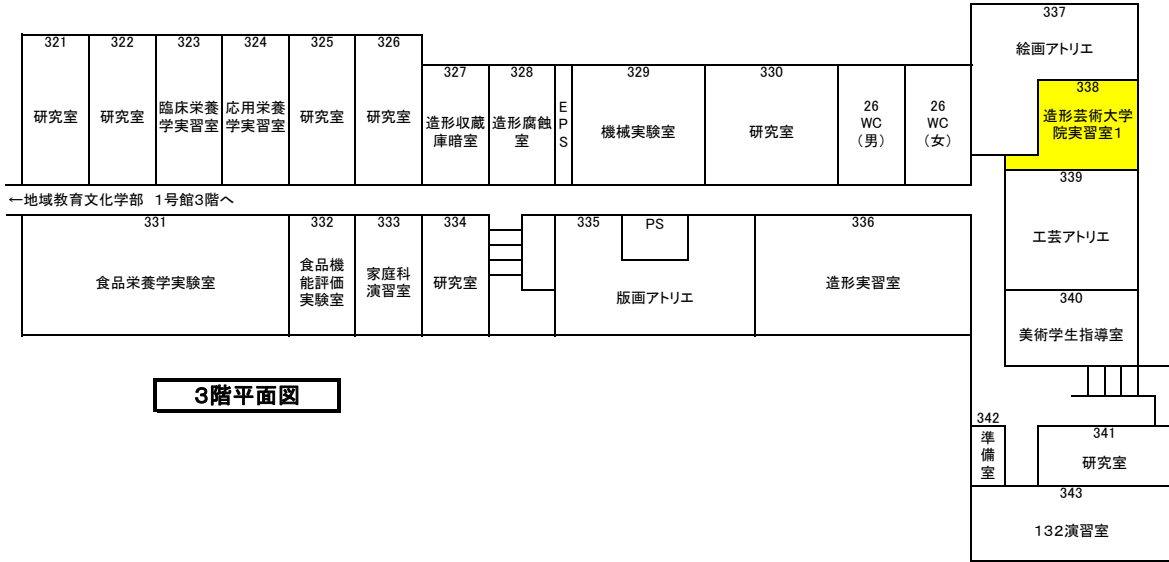 337
絵画アトリエ
321
322
323
324
325
326
研究室
研究室
臨床栄養
学実習室
応用栄養
学実習室
研究室
研究室
327
328
329
330
造形収蔵
庫暗室
造形腐蝕
室
E
P
S
機械実験室
研究室
26
WC
(男)
26
WC
(女)
338
造形芸術大学
院実習室1
←地域教育文化学部 1号館3階へ
339
工芸アトリエ
331
332
333
334
335
PS
336
食品栄養学実験室
食品機
能評価
実験室
家庭科
演習室
研究室
版画アトリエ
造形実習室
340
美術学生指導室
3階平面図
342
準
備
室
341
研究室
343
132演習室